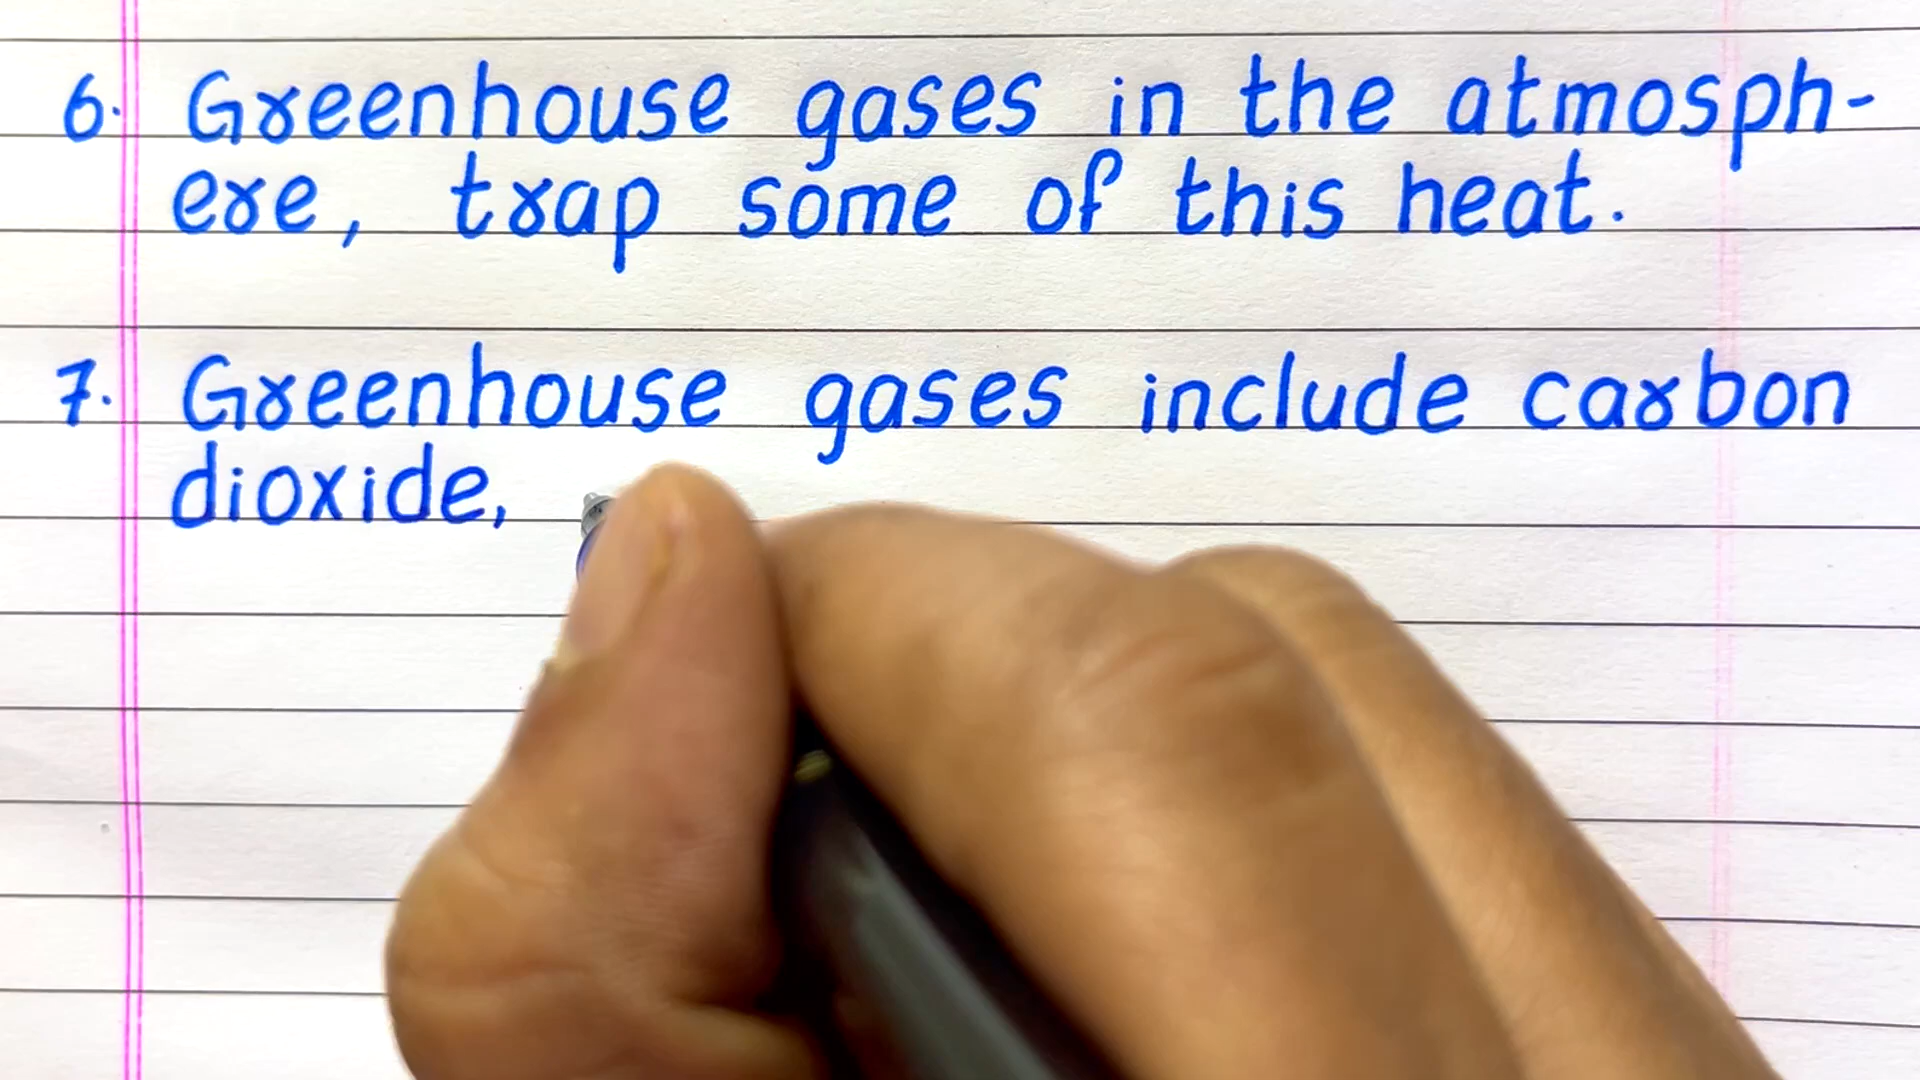 6. Greenhouse gases in the atmosph-
ere, trap some of this heat.
7. Greenhouse gases include carbon
dioxide,